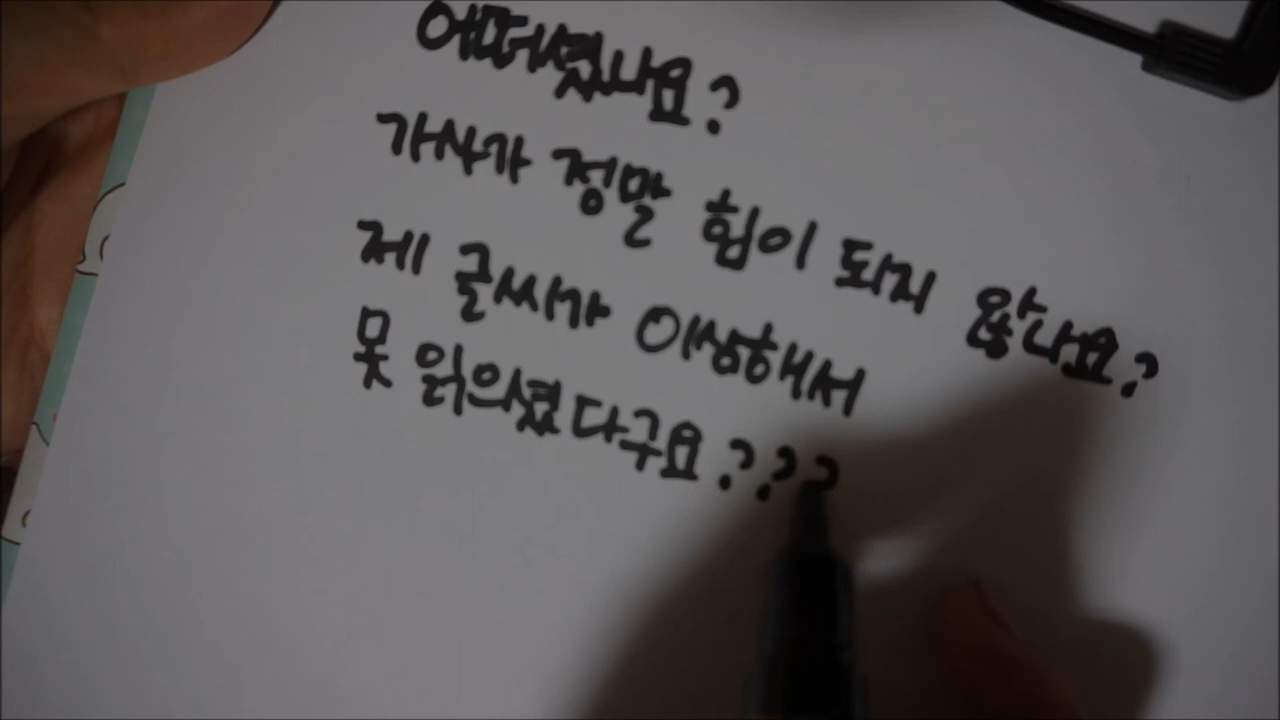 어떠셨나요?
가사가 정말 힘이 되지 않나요?
제 글씨가 이상해서
못 읽으셨다구요???